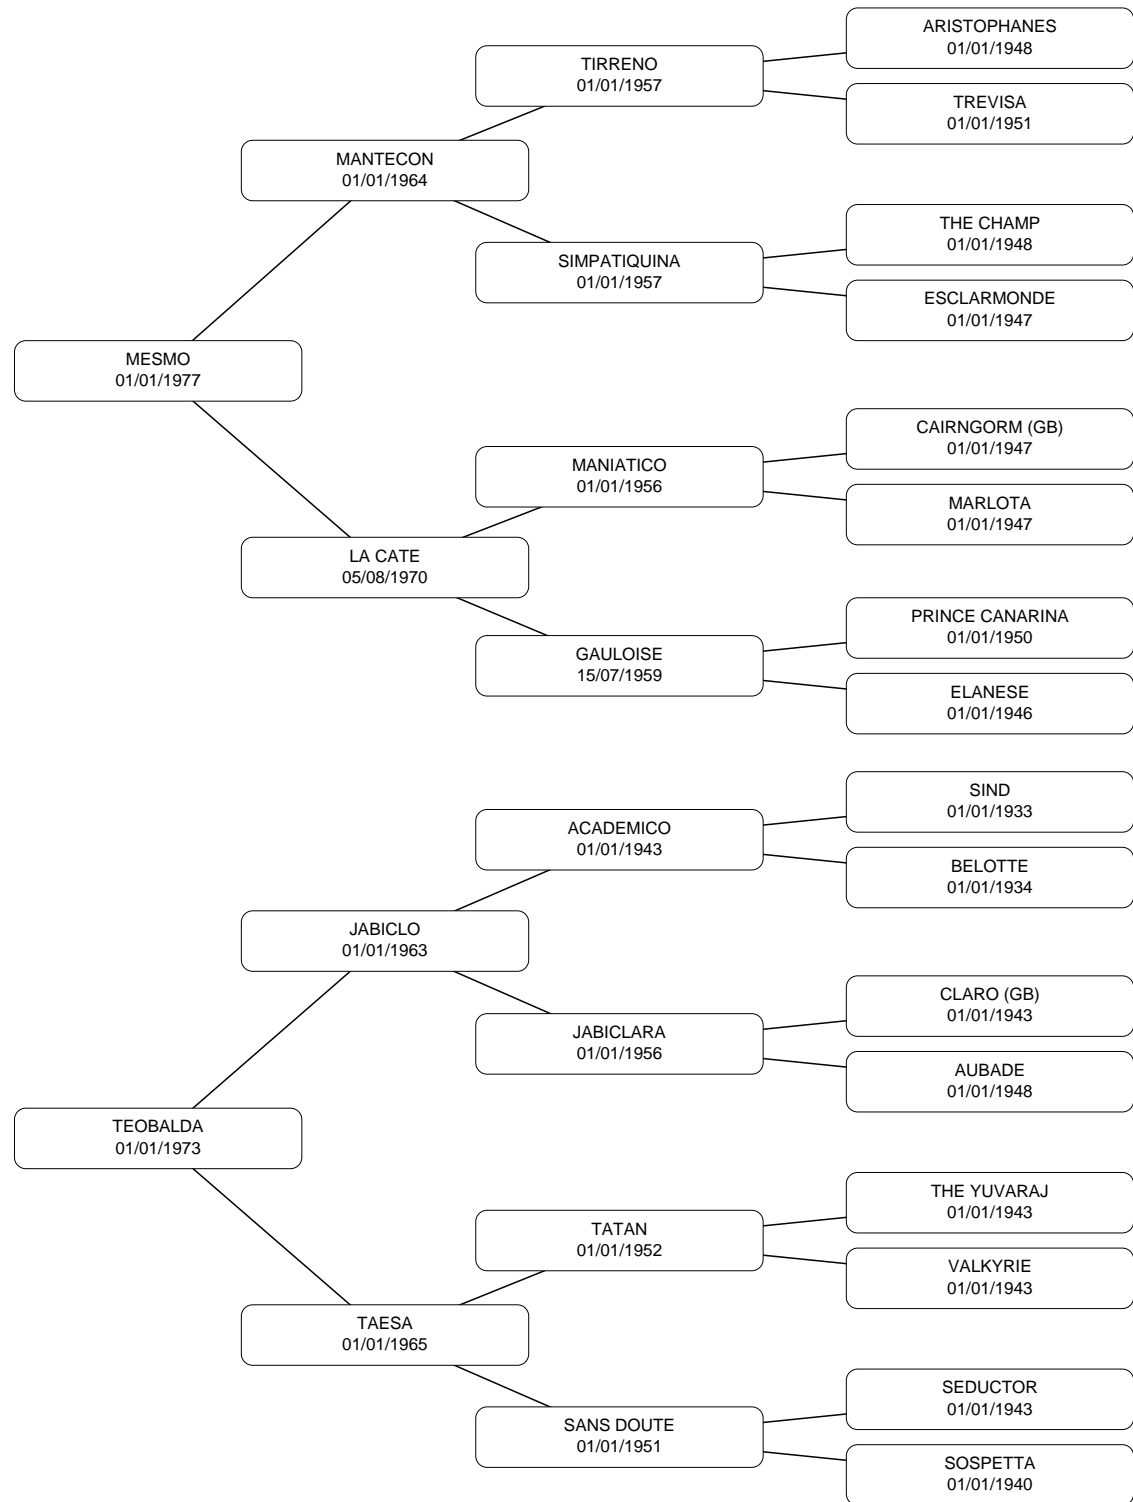 ARISTOPHANES
01/01/1948
TIRRENO
01/01/1957
TREVISA
01/01/1951
MANTECON
01/01/1964
THE CHAMP
01/01/1948
SIMPATIQUINA
01/01/1957
ESCLARMONDE
01/01/1947
MESMO
01/01/1977
CAIRNGORM (GB)
01/01/1947
MANIATICO
01/01/1956
MARLOTA
01/01/1947
LA CATE
05/08/1970
PRINCE CANARINA
01/01/1950
GAULOISE
15/07/1959
ELANESE
01/01/1946
SIND
01/01/1933
ACADEMICO
01/01/1943
BELOTTE
01/01/1934
JABICLO
01/01/1963
CLARO (GB)
01/01/1943
JABICLARA
01/01/1956
AUBADE
01/01/1948
TEOBALDA
01/01/1973
THE YUVARAJ
01/01/1943
TATAN
01/01/1952
VALKYRIE
01/01/1943
TAESA
01/01/1965
SEDUCTOR
01/01/1943
SANS DOUTE
01/01/1951
SOSPETTA
01/01/1940